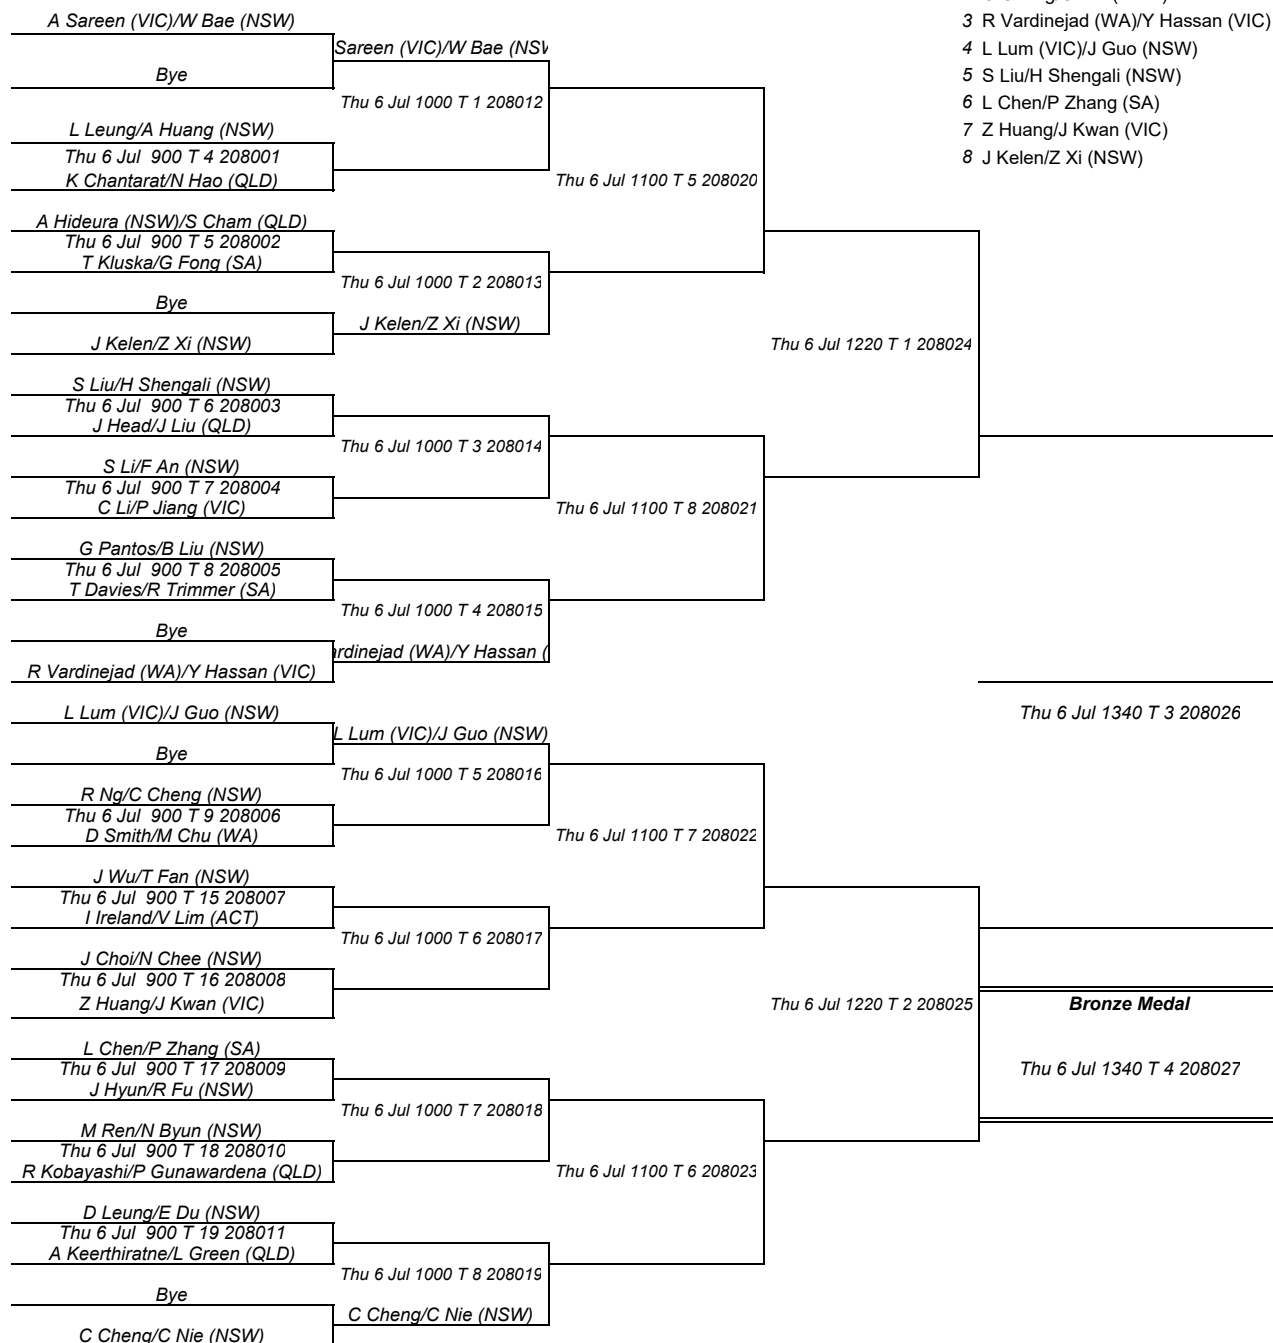 A Sareen (VIC)/W Bae (NSW)
Sareen (VIC)/W Bae
Bye
Thu 6 Jul 1000 T 1 208012
L Leung/A Huang (NSW)
Thu 6 Jul 900 T 4 208001
K Chantarat/N Hao (QLD)
Thu 6 Jul 1100 T 5 208020
A Hideura (NSW)/S Cham (QLD)
Thu 6 Jul 900 T 5 208002
T Kluska/G Fong (SA)
Thu 6 Jul 1000 T 2 208013
Bye
J Kelen/Z Xi (NSW)
J Kelen/Z Xi (NSW)
Thu 6 Jul 1220 T 1 208024
S Liu/H Shengali (NSW)
Thu 6 Jul 900 T 6 208003
J Head/J Liu (QLD)
Thu 6 Jul 1000 T 3 208014
S Li/F An (NSW)
Thu 6 Jul 900 T 7 208004
C Li/P Jiang (VIC)
Thu 6 Jul 1100 T 8 208021
G Pantos/B Liu (NSW)
Thu 6 Jul 900 T 8 208005
T Davies/R Trimmer (SA)
Thu 6 Jul 1000 T 4 208015
Bye
(WA)/Y Hassan
R Vardinejad (WA)/Y Hassan (VIC)
L Lum (VIC)/J Guo (NSW)
L Lum (VIC)/J Guo (NSW)
Bye
Thu 6 Jul 1000 T 5 208016
R Ng/C Cheng (NSW)
Thu 6 Jul 900 T 9 208006
D Smith/M Chu (WA)
Thu 6 Jul 1100 T 7 208022
J Wu/T Fan (NSW)
Thu 6 Jul 900 T 15 208007
I Ireland/V Lim (ACT)
Thu 6 Jul 1000 T 6 208017
J Choi/N Chee (NSW)
Thu 6 Jul 900 T 16 208008
Z Huang/J Kwan (VIC)
Thu 6 Jul 1220 T 2 208025
L Chen/P Zhang (SA)
Thu 6 Jul 900 T 17 208009
J Hyun/R Fu (NSW)
Thu 6 Jul 1000 T 7 208018
M Ren/N Byun (NSW)
Thu 6 Jul 900 T 18 208010
R Kobayashi/P Gunawardena (QLD)
Thu 6 Jul 1100 T 6 208023
D Leung/E Du (NSW)
Thu 6 Jul 900 T 19 208011
A Keerthiratne/L Green (QLD)
Thu 6 Jul 1000 T 8 208019
Bye
C Cheng/C Nie (NSW)
C Cheng/C Nie (NSW)
3 R Vardinejad (WA)/Y Hassan (VIC)
4 L Lum (VIC)/J Guo (NSW)
5 S Liu/H Shengali (NSW)
6 L Chen/P Zhang (SA)
7 Z Huang/J Kwan (VIC)
8 J Kelen/Z Xi (NSW)
Thu 6 Jul 1340 T 3 208026
Bronze Medal
Thu 6 Jul 1340 T 4 208027